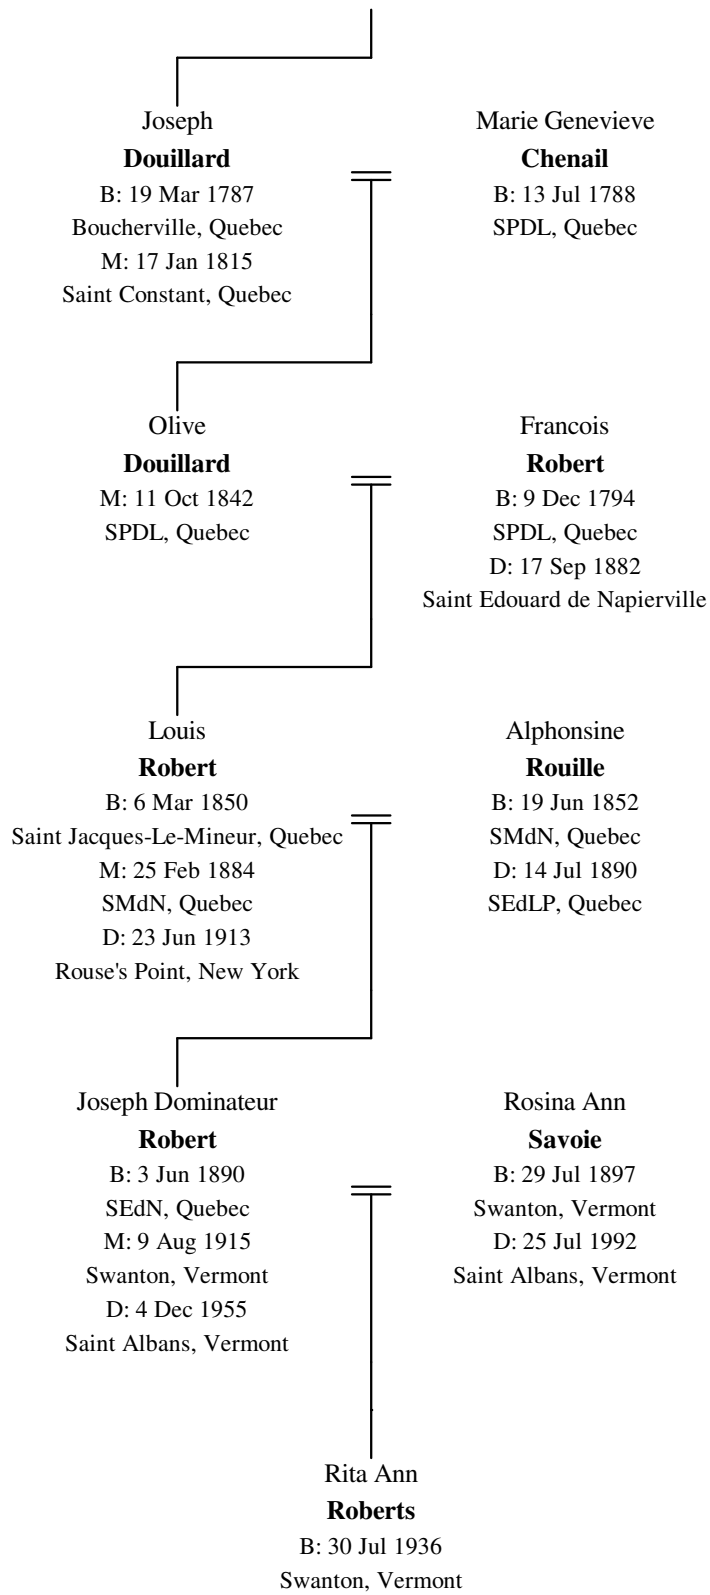 Joseph
Douillard
B: 19 Mar 1787
Boucherville, Quebec
M: 17 Jan 1815
Saint Constant, Quebec
Marie Genevieve
Chenail
B: 13 Jul 1788
SPDL, Quebec
Olive
Douillard
M: 11 Oct 1842
SPDL, Quebec
Francois
Robert
B: 9 Dec 1794
SPDL, Quebec
D: 17 Sep 1882
Saint Edouard de Napierville
Louis
Robert
B: 6 Mar 1850
Saint Jacques-Le-Mineur, Quebec
M: 25 Feb 1884
SMdN, Quebec
D: 23 Jun 1913
Rouse's Point, New York
Alphonsine
Rouille
B: 19 Jun 1852
SMdN, Quebec
D: 14 Jul 1890
SEdLP, Quebec
Joseph Dominateur
Robert
B: 3 Jun 1890
SEdN, Quebec
M: 9 Aug 1915
Swanton, Vermont
D: 4 Dec 1955
Saint Albans, Vermont
Rosina Ann
Savoie
B: 29 Jul 1897
Swanton, Vermont
D: 25 Jul 1992
Saint Albans, Vermont
Rita Ann
Roberts
B: 30 Jul 1936
Swanton, Vermont